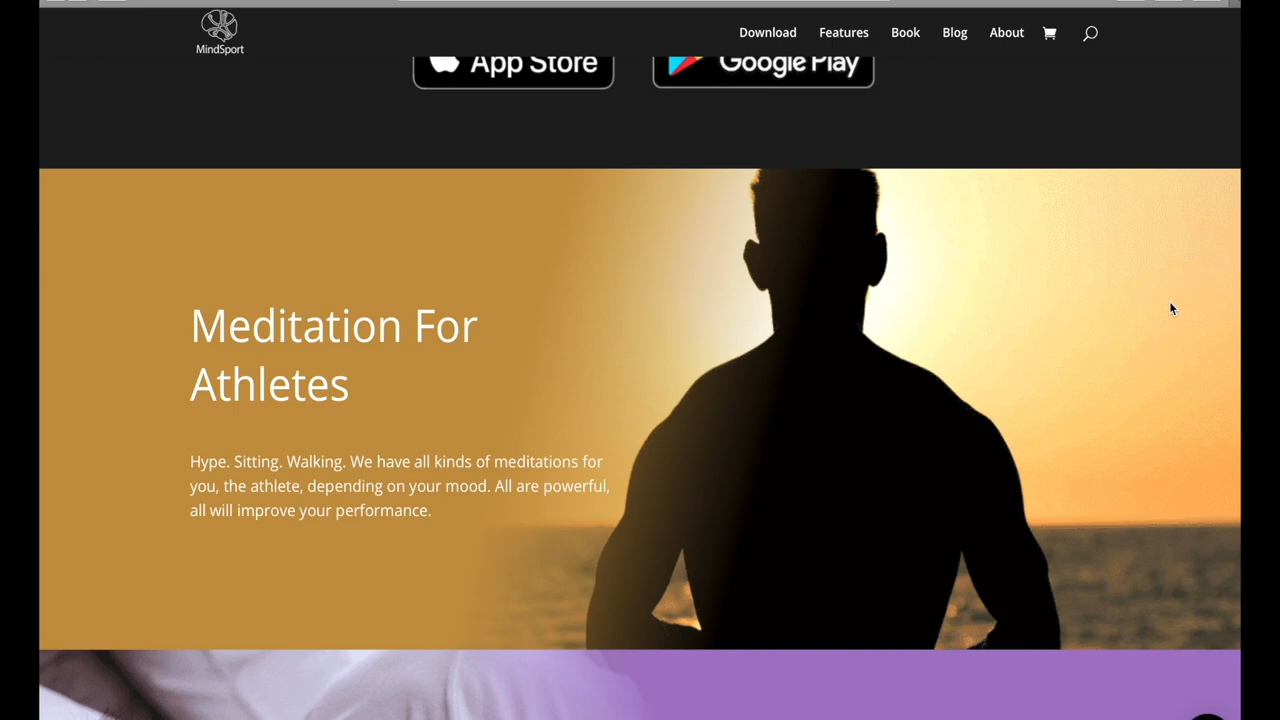 MindSport
Download Features Book Blog About
App Store
Google Play
Meditation For
Athletes
Hype. Sitting. Walking. We have all kinds of meditations for
you, the athlete, depending on your mood. All are powerful,
all will improve your performance.